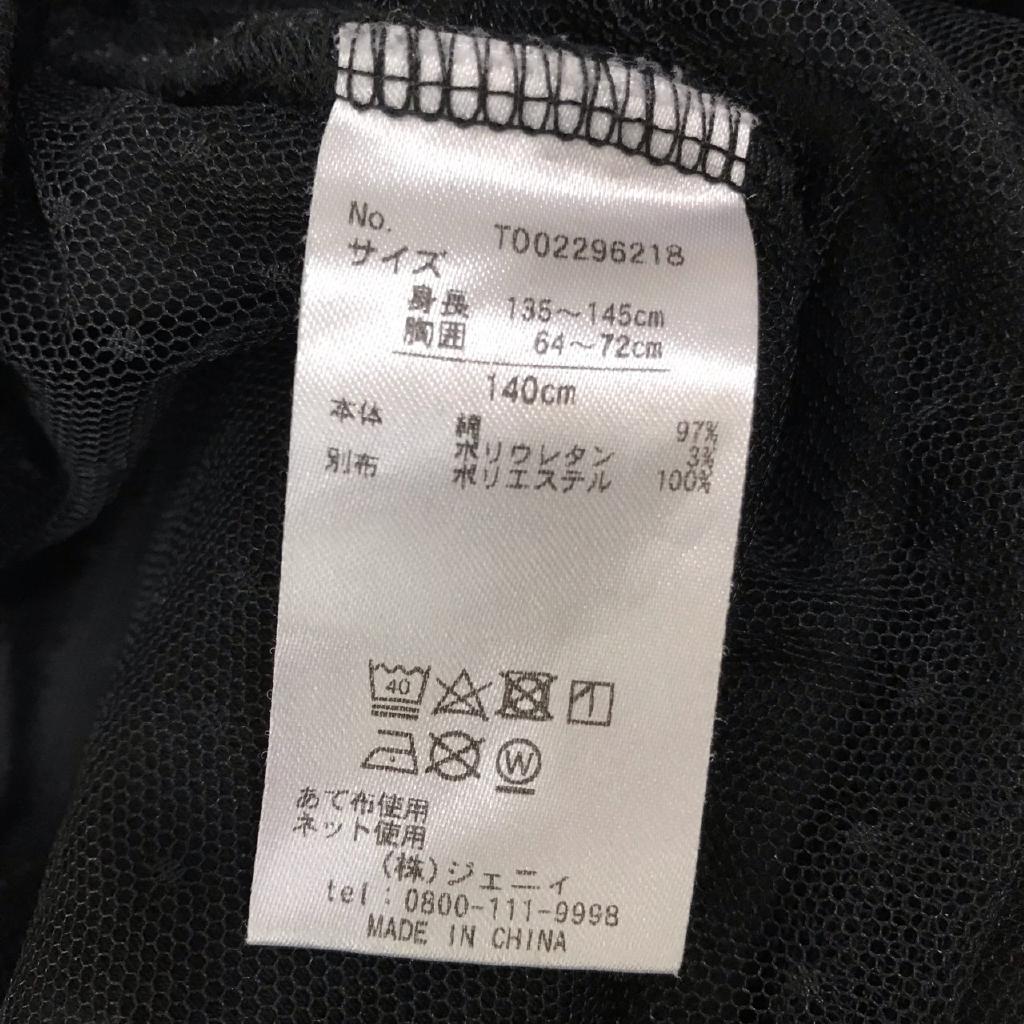 No. T002296218
サイズ
身長 135～145cm
胸囲 64～72cm
140cm
本体 綿 97%
ポリウレタン 3%
別布 ポリエステル 100%
40
W
あて布使用
ネット使用
(株)ジェニィ
tel:0800-111-9998
MADE IN CHINA